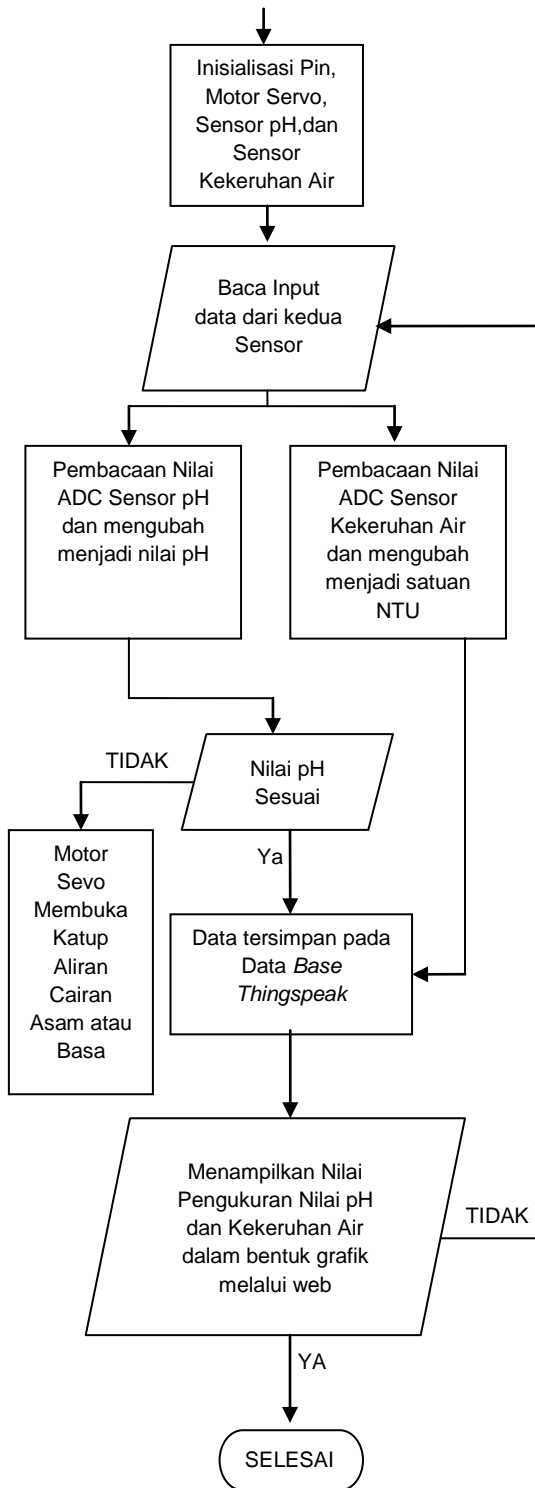 Inisialisasi Pin,
Motor Servo,
Sensor pH,dan
Sensor
Kekeruhan Air
Baca Input
data dari kedua
Sensor
Pembacaan Nilai
ADC Sensor pH
dan mengubah
menjadi nilai pH
Pembacaan Nilai
ADC Sensor
Kekeruhan Air
dan mengubah
menjadi satuan
NTU
Nilai pH
Sesuai
TIDAK
Ya
Motor
Sevo
Membuka
Katup
Aliran
Cairan
Asam atau
Basa
Data tersimpan pada
Data Base
Thingspeak
Menampilkan Nilai
Pengukuran Nilai pH
dan Kekeruhan Air
dalam bentuk grafik
melalui web
TIDAK
YA
SELESAI